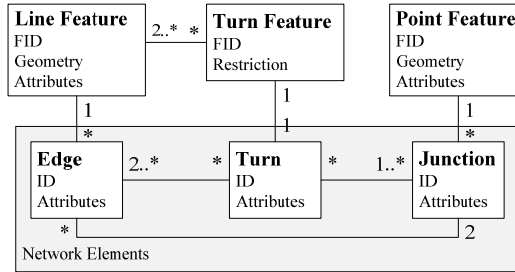 Line Feature
FID
Geometry
Attributes
2..* *
Turn Feature
FID
Restriction
Point Feature
FID
Geometry
Attributes
1
*
1
1
1
*
Edge
ID
Attributes
2..* *
Turn
ID
Attributes
* 1..*
Junction
ID
Attributes
* 2
Network Elements